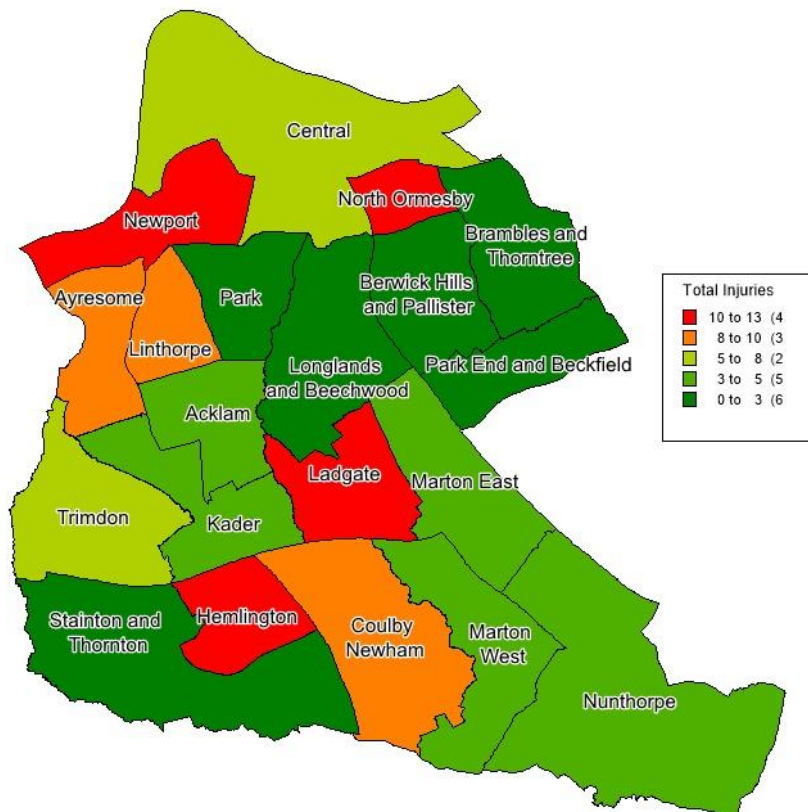 Central
North Ormesby
Newport
Brambles and
Thorntree
Berwick Hills
and Pallister
Ayresome
Park
Linthorpe
Longlands
and Beechwood
Park End and Beckfield
Acklam
Ladgate
Marton East
Trimdon
Kader
Stainton and
Thornton
Hemlington
Coulby
Newham
Marton
West
Nunthorpe
Total Injuries
10 to 13 (4
8 to 10 (3
5 to 8 (2
3 to 5 (5
0 to 3 (6